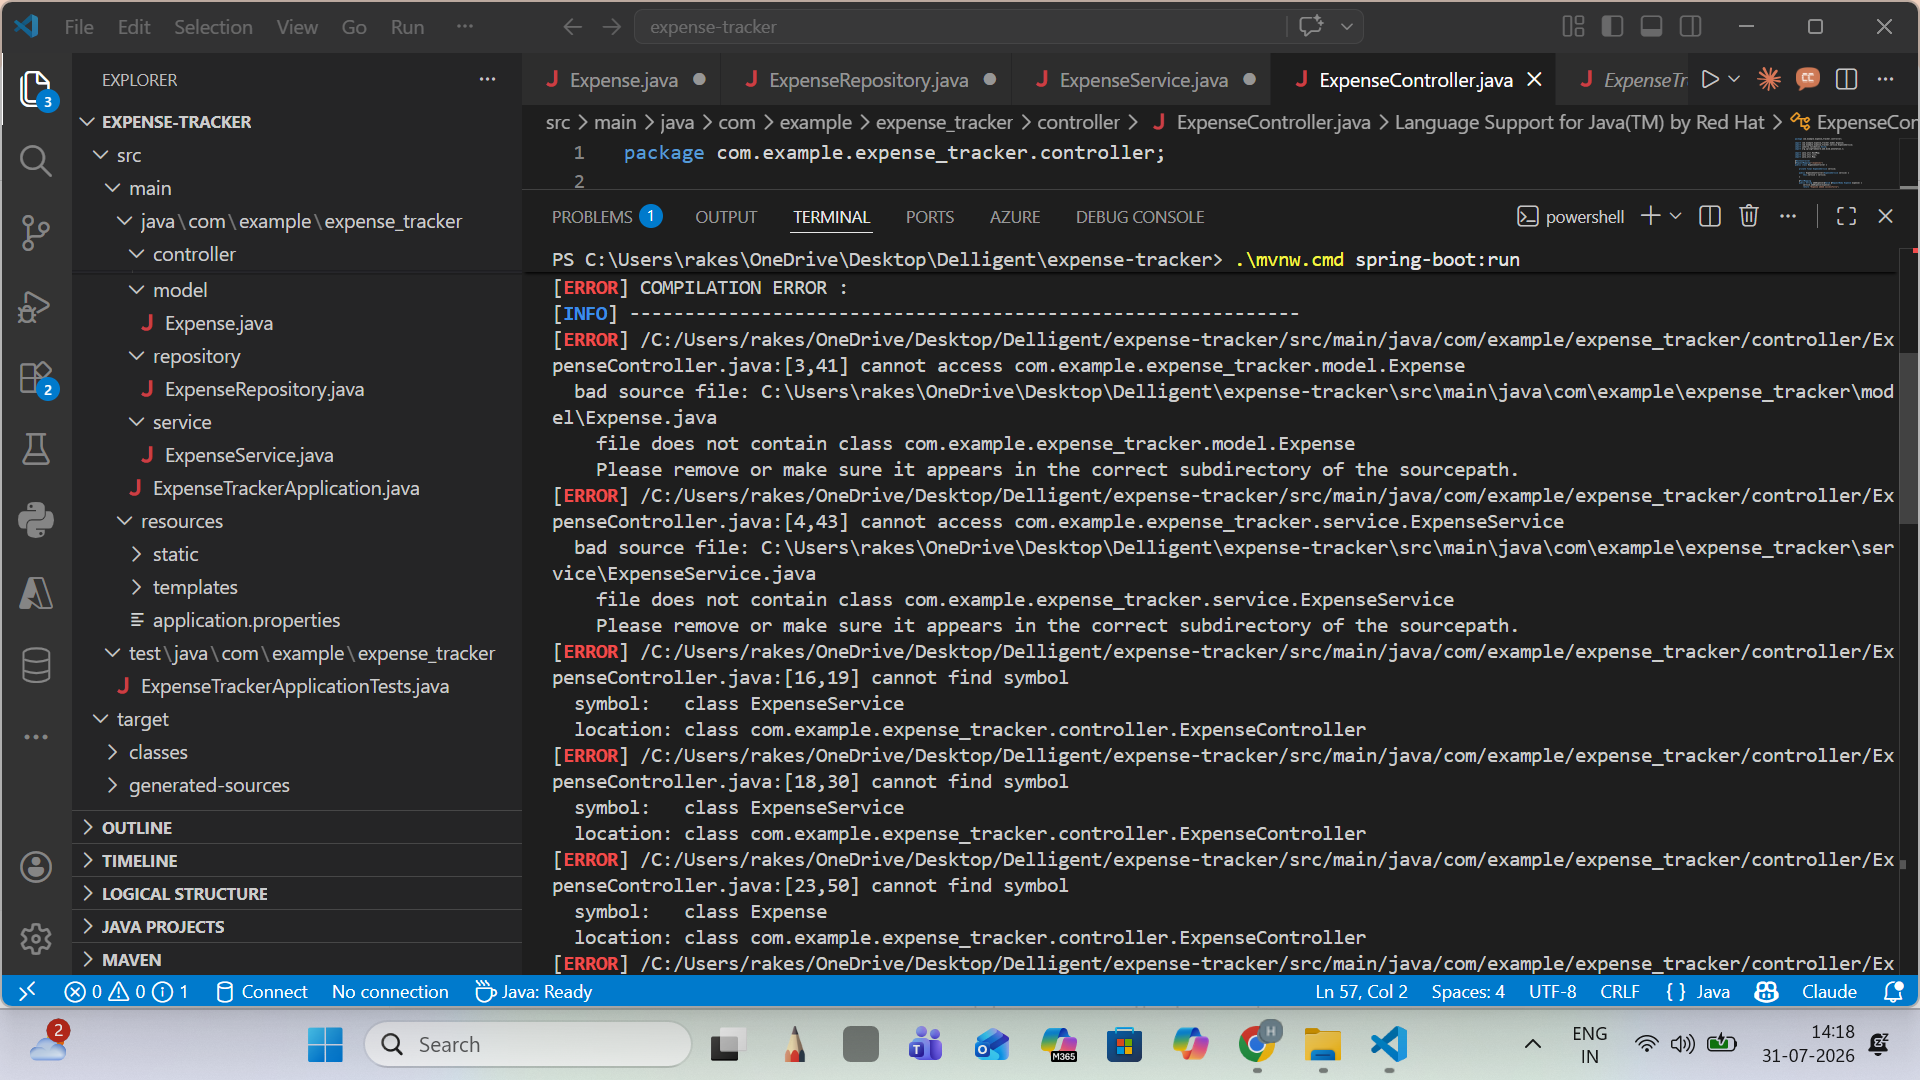 File Edit Selection View Go Run ···
expense-tracker
EXPLORER
3
EXPENSE-TRACKER
src
main
java\com\example\expense_tracker
controller
model
Expense.java
repository
ExpenseRepository.java
service
ExpenseService.java
ExpenseTrackerApplication.java
resources
static
templates
application.properties
test\java\com\example\expense_tracker
ExpenseTrackerApplicationTests.java
target
classes
generated-sources
OUTLINE
TIMELINE
LOGICAL STRUCTURE
JAVA PROJECTS
MAVEN
2
Expense.java ExpenseRepository.java ExpenseService.java ExpenseController.java ExpenseTr
src > main > java > com > example > expense_tracker > controller > ExpenseController.java > Language Support for Java(TM) by Red Hat > ExpenseCor
1 package com.example.expense_tracker.controller;
2
PROBLEMS 1 OUTPUT TERMINAL PORTS AZURE DEBUG CONSOLE powershell
PS C:\Users\rakes\OneDrive\Desktop\Delligent\expense-tracker> .\mvnw.cmd spring-boot:run
[ERROR] COMPILATION ERROR :
[INFO] -------------------------------------------------------------
[ERROR] /C:/Users/rakes/OneDrive/Desktop/Delligent/expense-tracker/src/main/java/com/example/expense_tracker/controller/Ex
penseController.java:[3,41] cannot access com.example.expense_tracker.model.Expense
bad source file: C:\Users\rakes\OneDrive\Desktop\Delligent\expense-tracker\src\main\java\com\example\expense_tracker\mod
el\Expense.java
file does not contain class com.example.expense_tracker.model.Expense
Please remove or make sure it appears in the correct subdirectory of the sourcepath.
[ERROR] /C:/Users/rakes/OneDrive/Desktop/Delligent/expense-tracker/src/main/java/com/example/expense_tracker/controller/Ex
penseController.java:[4,43] cannot access com.example.expense_tracker.service.ExpenseService
bad source file: C:\Users\rakes\OneDrive\Desktop\Delligent\expense-tracker\src\main\java\com\example\expense_tracker\ser
vice\ExpenseService.java
file does not contain class com.example.expense_tracker.service.ExpenseService
Please remove or make sure it appears in the correct subdirectory of the sourcepath.
[ERROR] /C:/Users/rakes/OneDrive/Desktop/Delligent/expense-tracker/src/main/java/com/example/expense_tracker/controller/Ex
penseController.java:[16,19] cannot find symbol
symbol:   class ExpenseService
location: class com.example.expense_tracker.controller.ExpenseController
[ERROR] /C:/Users/rakes/OneDrive/Desktop/Delligent/expense-tracker/src/main/java/com/example/expense_tracker/controller/Ex
penseController.java:[18,30] cannot find symbol
symbol:   class ExpenseService
location: class com.example.expense_tracker.controller.ExpenseController
[ERROR] /C:/Users/rakes/OneDrive/Desktop/Delligent/expense-tracker/src/main/java/com/example/expense_tracker/controller/Ex
penseController.java:[23,50] cannot find symbol
symbol:   class Expense
location: class com.example.expense_tracker.controller.ExpenseController
[ERROR] /C:/Users/rakes/OneDrive/Desktop/Delligent/expense-tracker/src/main/java/com/example/expense_tracker/controller/Ex
0 0 1 Connect No connection Java: Ready Ln 57, Col 2 Spaces: 4 UTF-8 CRLF { } Java Claude
2 Search M365 H ENG
IN
14:18
31-07-2026